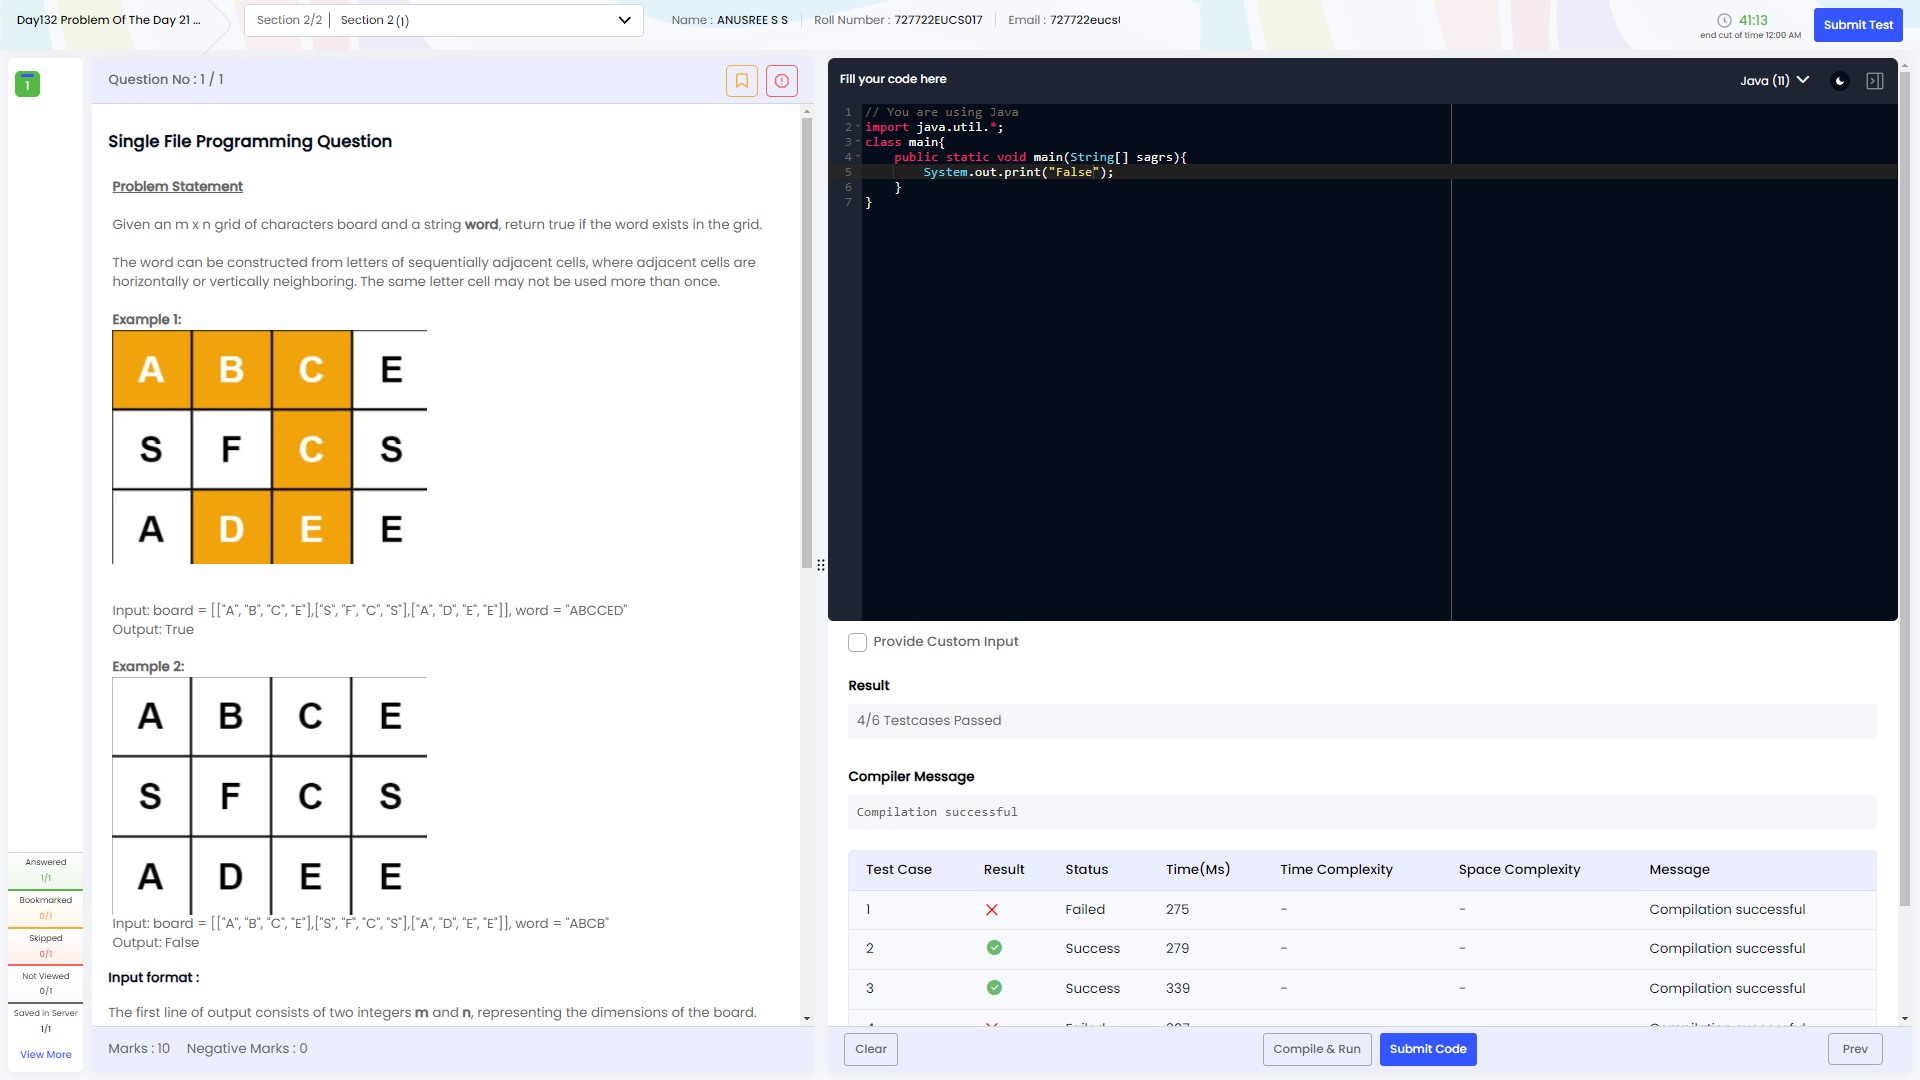 Day132 Problem Of The Day 21 ...
Section 2/2 | Section 2 (1)
Name : ANUSREE S S
Roll Number : 727722EUCS017
Email : 727722eucs
41:13
end cut of time 12:00 AM
Submit Test
1
Question No : 1 / 1
Single File Programming Question
Problem Statement
Given an m x n grid of characters board and a string word, return true if the word exists in the grid.
The word can be constructed from letters of sequentially adjacent cells, where adjacent cells are
horizontally or vertically neighboring. The same letter cell may not be used more than once.
Example 1:
A B C E
S F C S
A D E E
Input: board = [["A", "B", "C", "E"],["S", "F", "C", "S"],["A", "D", "E", "E"]], word = "ABCCED"
Output: True
Example 2:
A B C E
S F C S
A D E E
Input: board = [["A", "B", "C", "E"],["S", "F", "C", "S"],["A", "D", "E", "E"]], word = "ABCB"
Output: False
Input format :
The first line of output consists of two integers m and n, representing the dimensions of the board.
Answered
1/1
Bookmarked
0/1
Skipped
0/1
Not Viewed
0/1
Saved in Server
1/1
View More
Marks : 10
Negative Marks : 0
Fill your code here
Java (11)
1 // You are using Java
2 import java.util.*;
3 class main{
4 public static void main(String[] sagrs){
5 System.out.print("False");
6 }
7 }
Provide Custom Input
Result
4/6 Testcases Passed
Compiler Message
Compilation successful
Test Case Result Status Time(Ms) Time Complexity Space Complexity Message
1 Failed 275 - - Compilation successful
2 Success 279 - - Compilation successful
3 Success 339 - - Compilation successful
Clear
Compile & Run
Submit Code
Prev